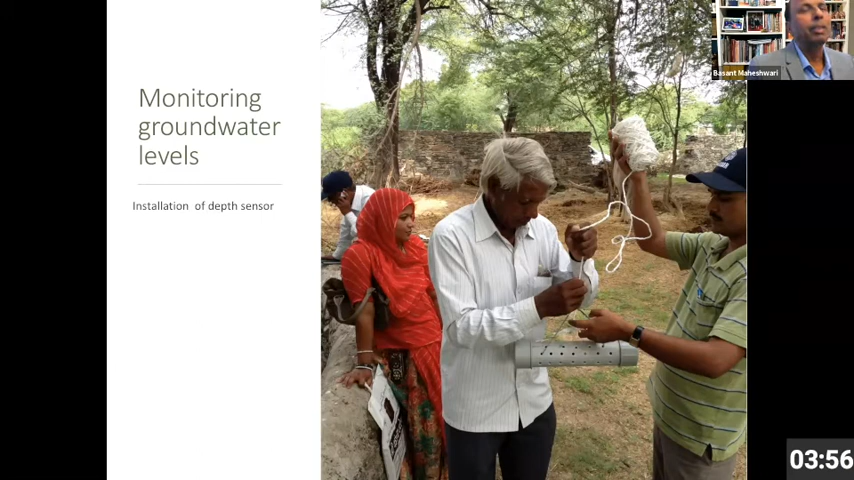 Monitoring
groundwater
levels
Installation  of depth sensor
Basant Maheshwari
03:56